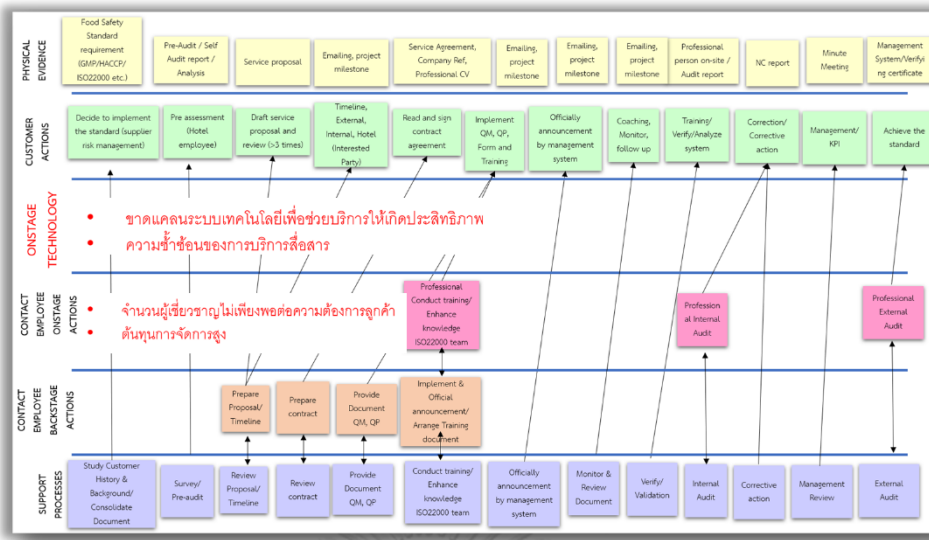 PHYSICAL
EVIDENCE
Food Safety
Standard
requirement
(GMP/HACCP/
ISO22000 etc.)
Pre-Audit / Self
Audit report /
Analysis
Service proposal
Emailing, project
milestone
Service Agreement,
Company Ref,
Professional CV
Emailing,
project
milestone
Emailing,
project
milestone
Emailing,
project
milestone
Professional
person on-site /
Audit report
NC report
Minute
Meeting
Management
System/Verifyi
ng certificate
CUSTOMER
ACTIONS
Decide to implement
the standard (supplier
risk management)
Pre assessment
(Hotel
employee)
Draft service
proposal and
review (>3 times)
Timeline,
External,
Internal, Hotel
(Interested
Party)
Read and sign
contract
agreement
Implement
QM, QP,
Form and
Training
Officially
announcement
by management
system
Coaching,
Monitor,
follow up
Training/
Verify/Analyze
system
Correction/
Corrective
action
Management/
KPI
Achieve the
standard
ONSTAGE
TECHNOLOGY
• ขาดแคลนระบบเทคโนโลยีเพื่อช่วยบริการให้เกิดประสิทธิภาพ
• ความซ้ำซ้อนของการบริการสื่อสาร
CONTACT
EMPLOYEE
ONSTAGE
ACTIONS
• จำนวนผู้เชี่ยวชาญไม่เพียงพอต่อความต้องการลูกค้า
• ต้นทุนการจัดการสูง
Professional
Conduct training/
Enhance
knowledge
ISO22000 team
Profession
al Internal
Audit
Professional
External
Audit
CONTACT
EMPLOYEE
BACKSTAGE
ACTIONS
Prepare
Proposal/
Timeline
Prepare
contract
Provide
Document
QM, QP
Implement &
Official
announcement/
Arrange Training
document
SUPPORT
PROCESSES
Study Customer
History &
Background/
Consolidate
Document
Survey/
Pre-audit
Review
Proposal/
Timeline
Review
contract
Provide
Document
QM, QP
Conduct training/
Enhance
knowledge
ISO22000 team
Officially
announcement
by management
system
Monitor &
Review
Document
Verify/
Validation
Internal
Audit
Corrective
action
Management
Review
External
Audit